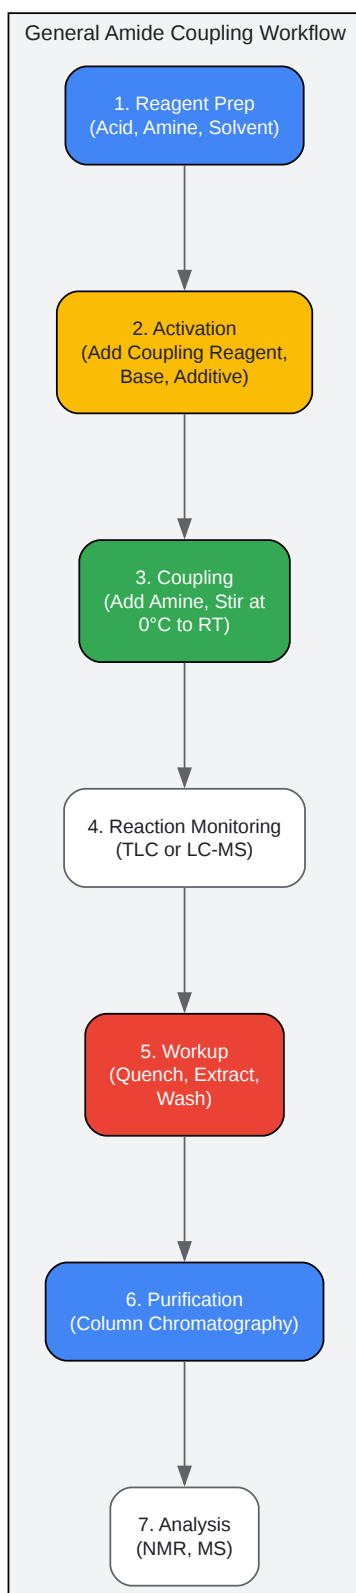 General Amide Coupling Workflow
1. Reagent Prep
(Acid, Amine, Solvent)
2. Activation
(Add Coupling Reagent,
Base, Additive)
3. Coupling
(Add Amine, Stir at
0°C to RT)
4. Reaction Monitoring
(TLC or LC-MS)
5. Workup
(Quench, Extract,
Wash)
6. Purification
(Column Chromatography)
7. Analysis
(NMR, MS)